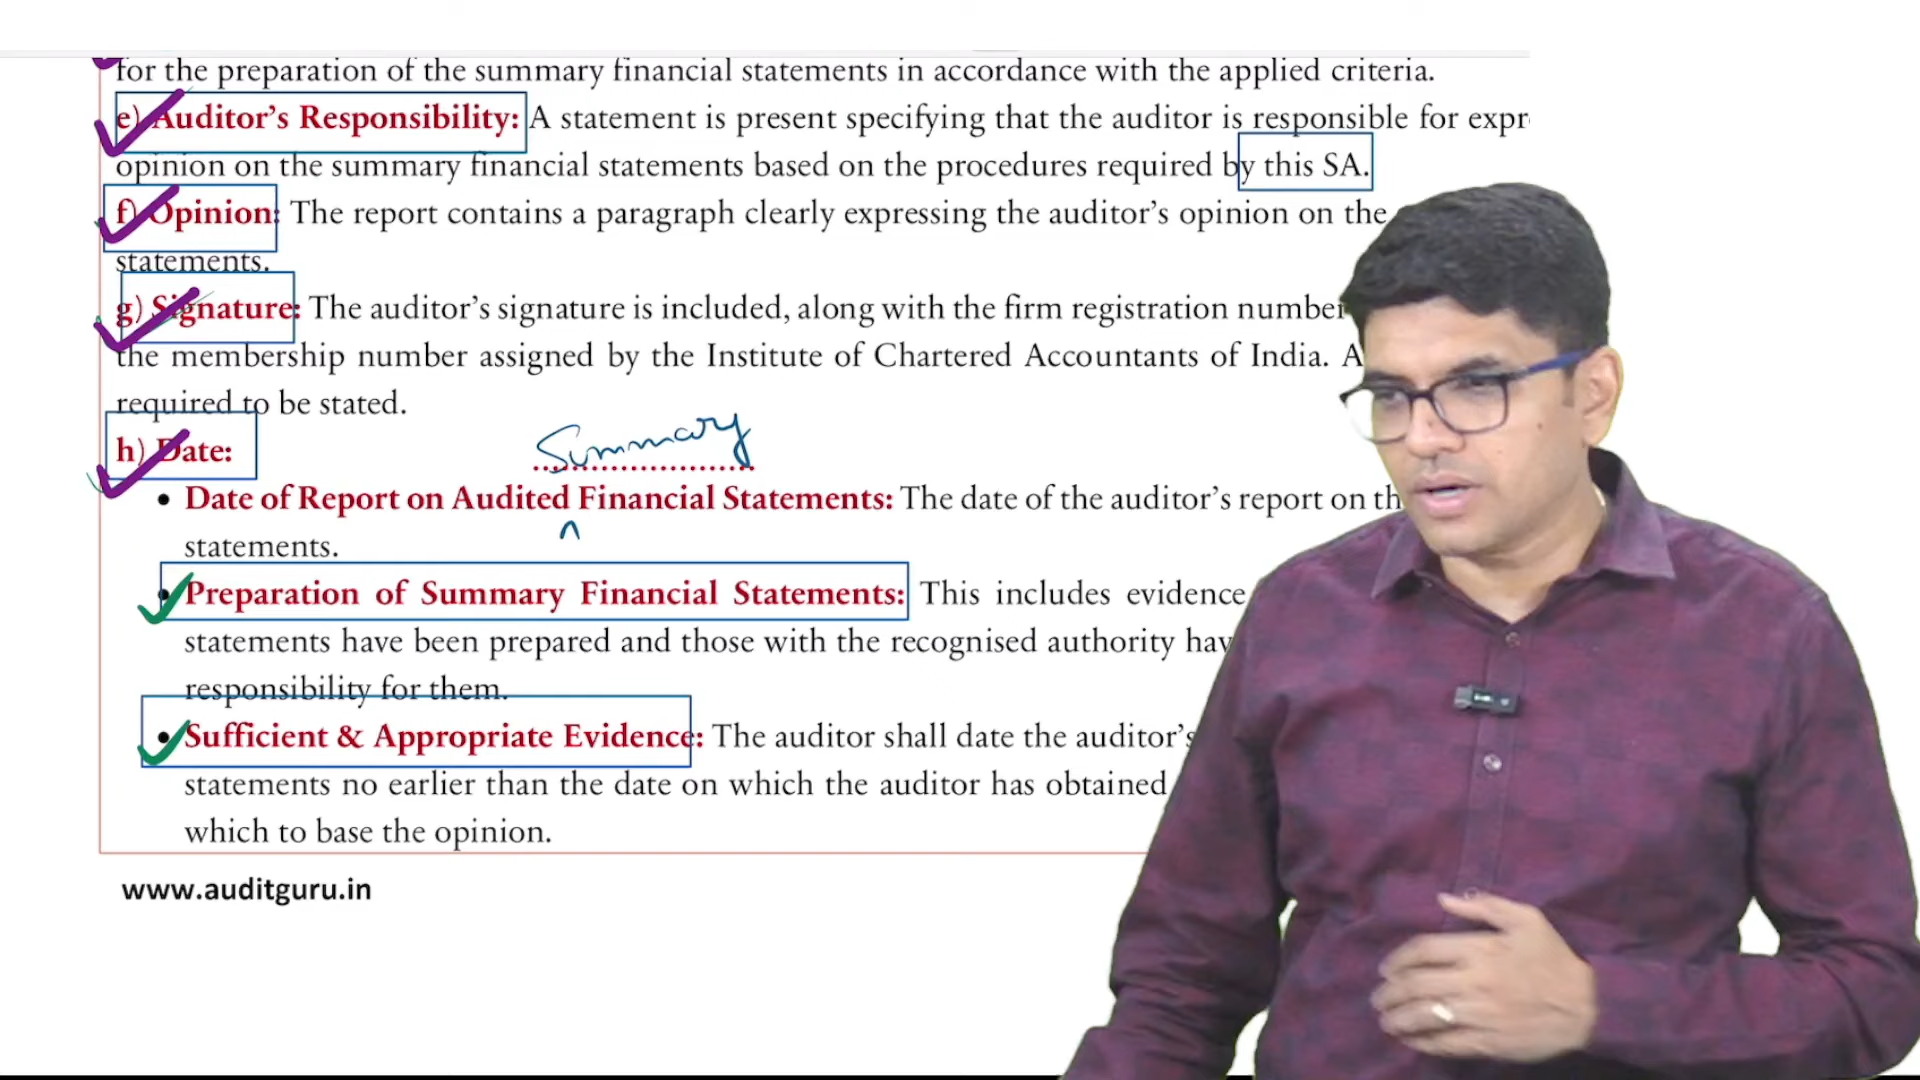 for the preparation of the summary financial statements in accordance with the applied criteria.
e) Auditor's Responsibility: A statement is present specifying that the auditor is responsible for expr
opinion on the summary financial statements based on the procedures required by this SA.
f) Opinion: The report contains a paragraph clearly expressing the auditor's opinion on the
statements.
g) Signature: The auditor's signature is included, along with the firm registration number
the membership number assigned by the Institute of Chartered Accountants of India. A
required to be stated.
h) Date:
Summary
• Date of Report on Audited Financial Statements: The date of the auditor's report on th
statements.
• Preparation of Summary Financial Statements: This includes evidence
statements have been prepared and those with the recognised authority hav
responsibility for them.
• Sufficient & Appropriate Evidence: The auditor shall date the auditor's
statements no earlier than the date on which the auditor has obtained
which to base the opinion.
www.auditguru.in